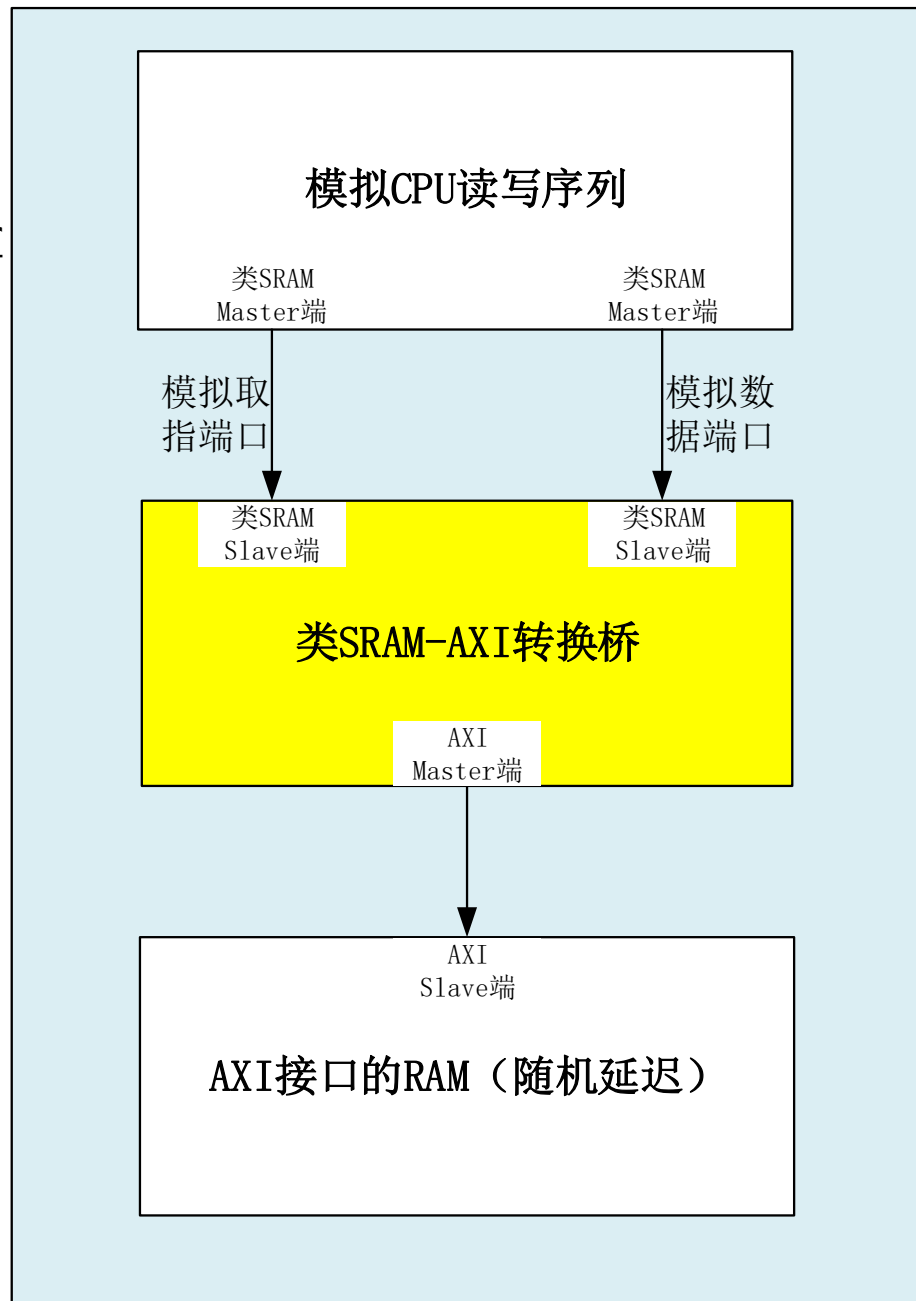 模拟CPU读写序列
类SRAM
Master端
类SRAM
Master端
模拟取
指端口
模拟数
据端口
类SRAM
Slave端
类SRAM
Slave端
类SRAM-AXI转换桥
AXI
Master端
AXI
Slave端
AXI接口的RAM（随机延迟）